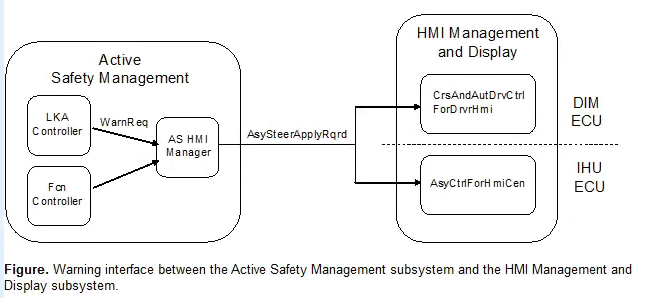 Active
Safety Management
LKA
Controller
WarnReq
AS HMI
Manager
Fcn
Controller
AsySteerApplyRqrd
HMI Management
and Display
CrsAndAutDrvCtrl
ForDrvrHmi
DIM
ECU
AsyCtrlForHmiCen
IHU
ECU
Figure. Warning interface between the Active Safety Management subsystem and the HMI Management and
Display subsystem.